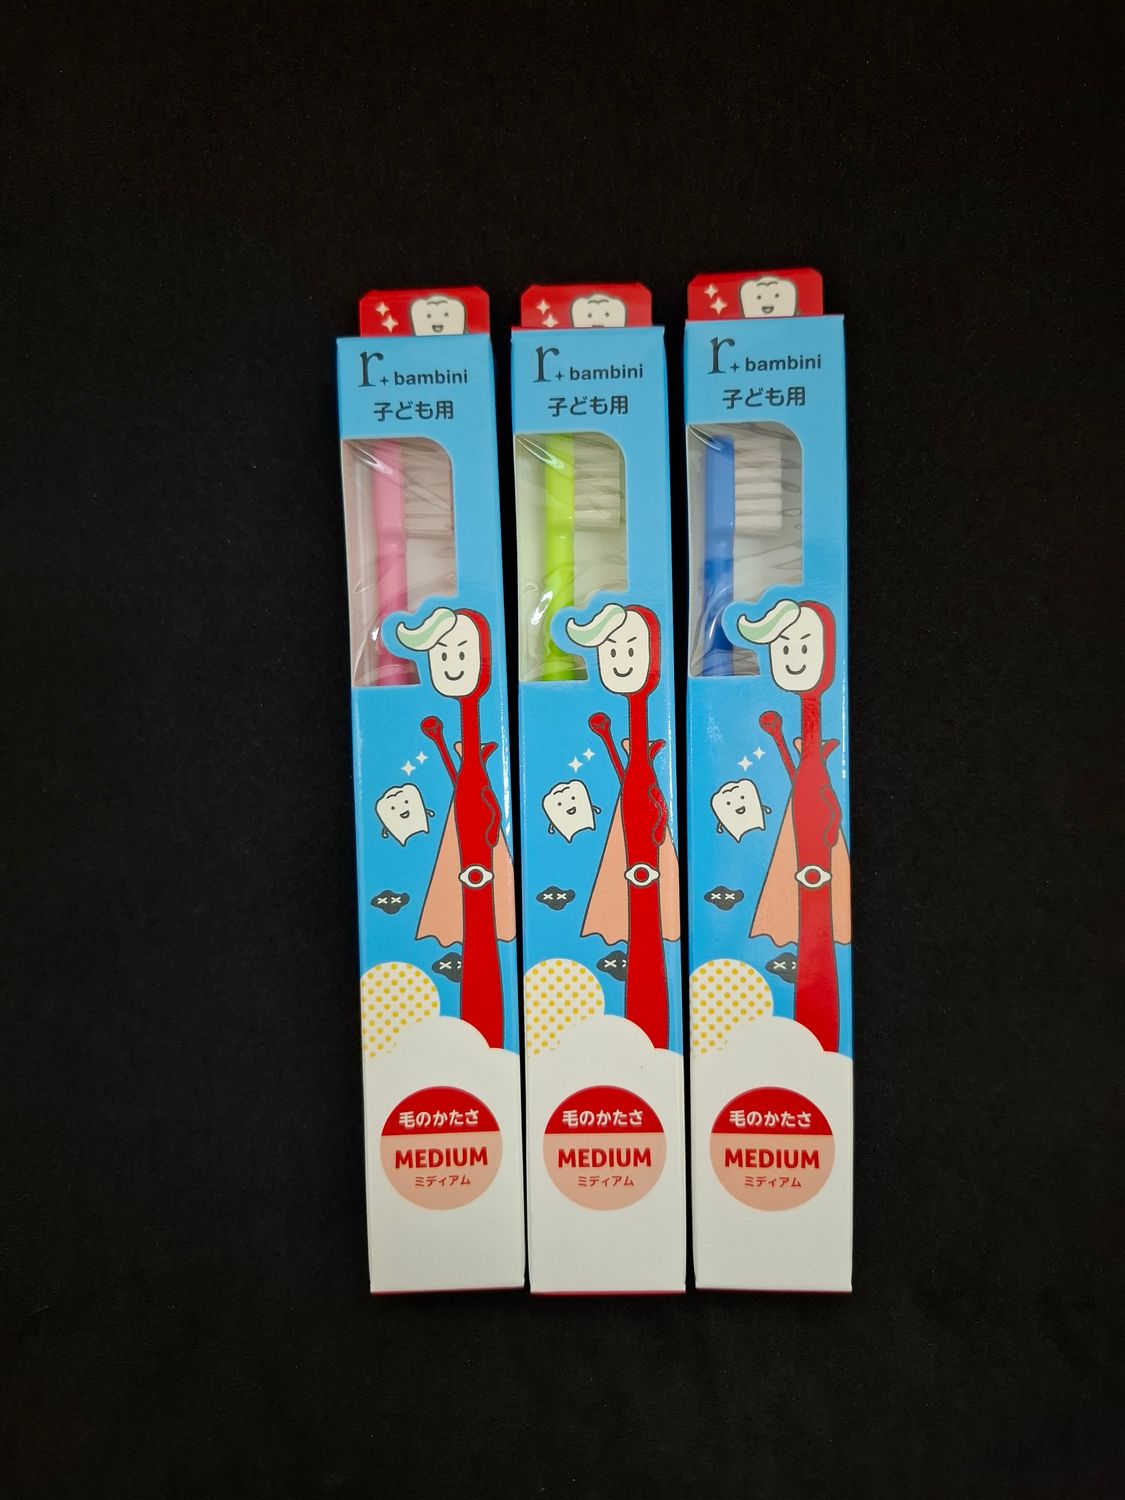 r+bambini
子ども用
毛のかたさ
MEDIUM
ミディアム
r+bambini
子ども用
毛のかたさ
MEDIUM
ミディアム
r+bambini
子ども用
毛のかたさ
MEDIUM
ミディアム